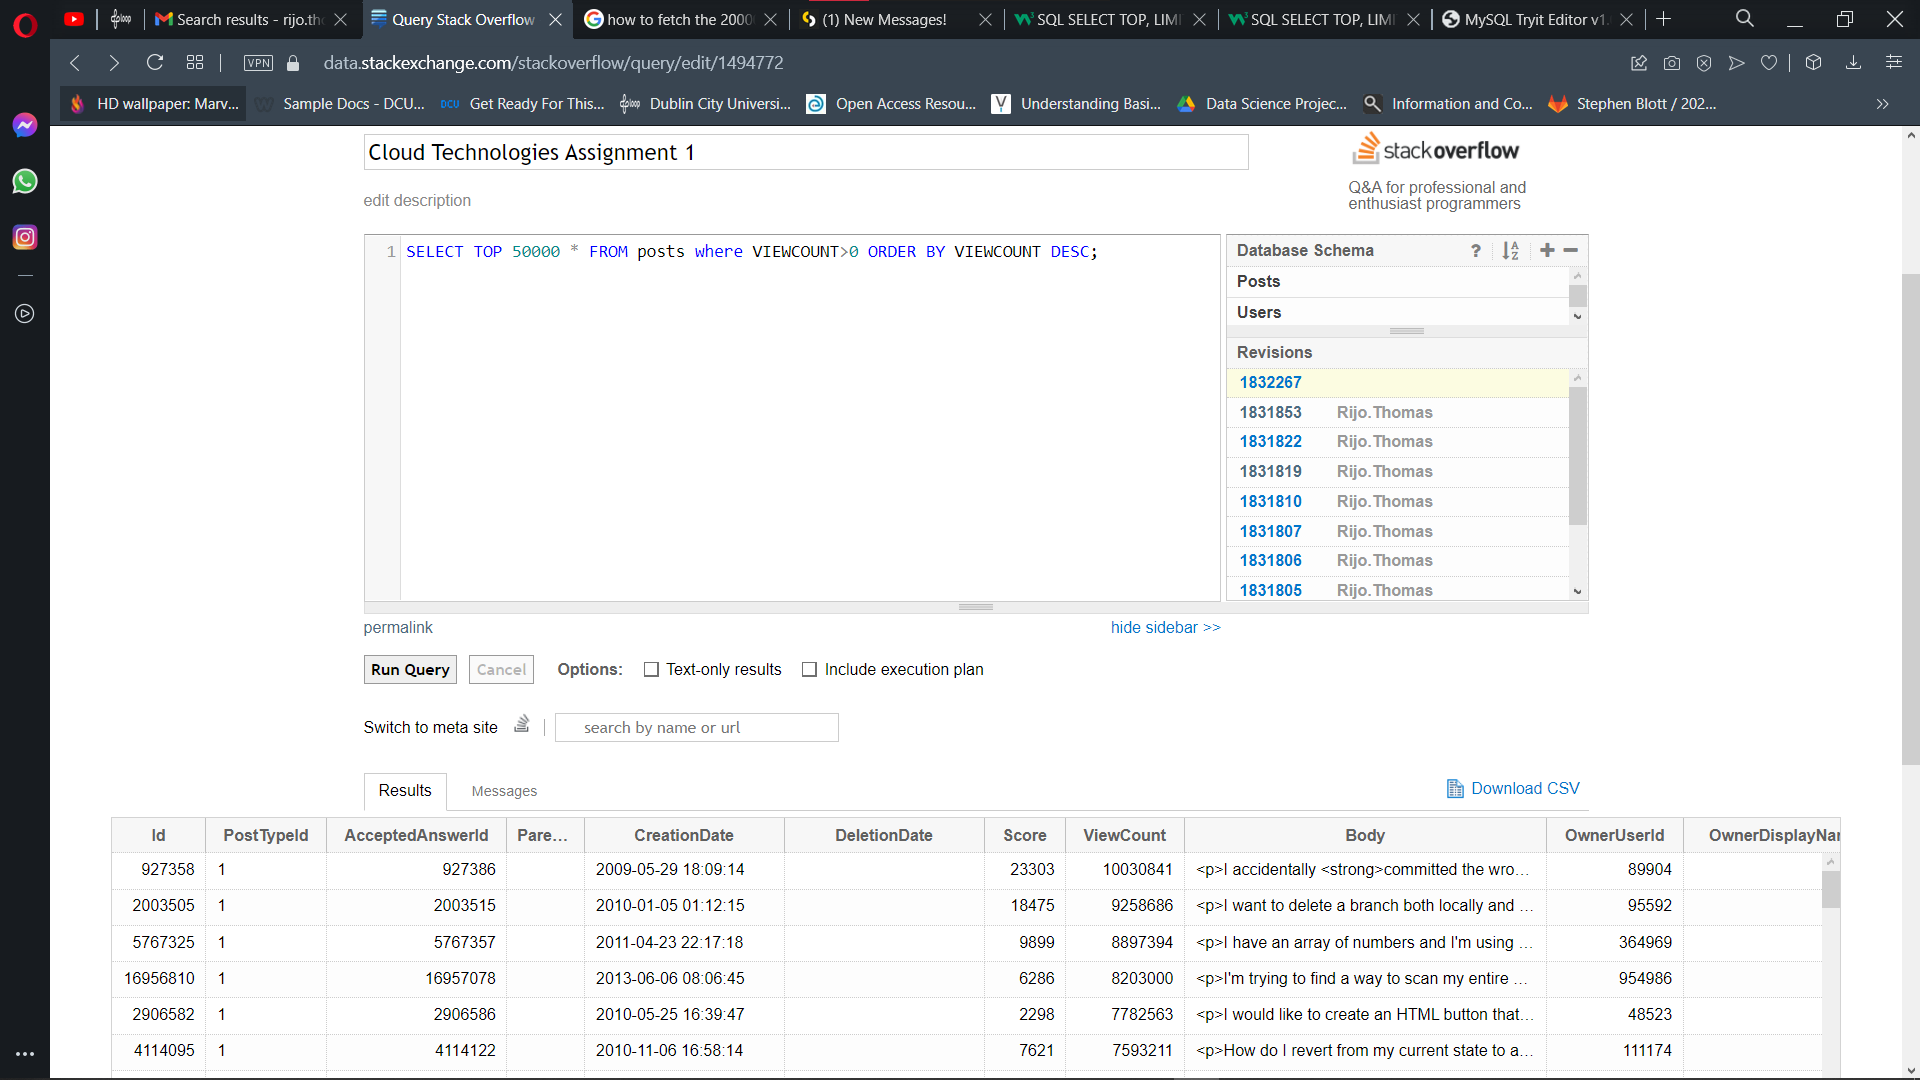 Search results - rijo.th
Query Stack Overflow
how to fetch the 2000
(1) New Messages!
SQL SELECT TOP, LIMI
SQL SELECT TOP, LIMI
MySQL Tryit Editor v1.
VPN
data.stackexchange.com/stackoverflow/query/edit/1494772
HD wallpaper: Marv...
Sample Docs - DCU...
DCU Get Ready For This...
loop Dublin City Universi...
Open Access Resou...
Understanding Basi...
Data Science Projec...
Information and Co...
Stephen Blott / 202...
Cloud Technologies Assignment 1
stackoverflow
Q&A for professional and
enthusiast programmers
edit description
1 SELECT TOP 50000 * FROM posts where VIEWCOUNT>0 ORDER BY VIEWCOUNT DESC;
Database Schema ?
Posts
Users
Revisions
1832267
1831853 Rijo.Thomas
1831822 Rijo.Thomas
1831819 Rijo.Thomas
1831810 Rijo.Thomas
1831807 Rijo.Thomas
1831806 Rijo.Thomas
1831805 Rijo.Thomas
permalink
hide sidebar >>
Run Query Cancel Options: Text-only results Include execution plan
Switch to meta site search by name or url
Results Messages Download CSV
Id PostTypeId AcceptedAnswerId Pare... CreationDate DeletionDate Score ViewCount Body OwnerUserId OwnerDisplayNar
927358 1 927386 2009-05-29 18:09:14 23303 10030841 <p>I accidentally <strong>committed the wro... 89904
2003505 1 2003515 2010-01-05 01:12:15 18475 9258686 <p>I want to delete a branch both locally and ... 95592
5767325 1 5767357 2011-04-23 22:17:18 9899 8897394 <p>I have an array of numbers and I'm using ... 364969
16956810 1 16957078 2013-06-06 08:06:45 6286 8203000 <p>I'm trying to find a way to scan my entire ... 954986
2906582 1 2906586 2010-05-25 16:39:47 2298 7782563 <p>I would like to create an HTML button that... 48523
4114095 1 4114122 2010-11-06 16:58:14 7621 7593211 <p>How do I revert from my current state to a... 111174